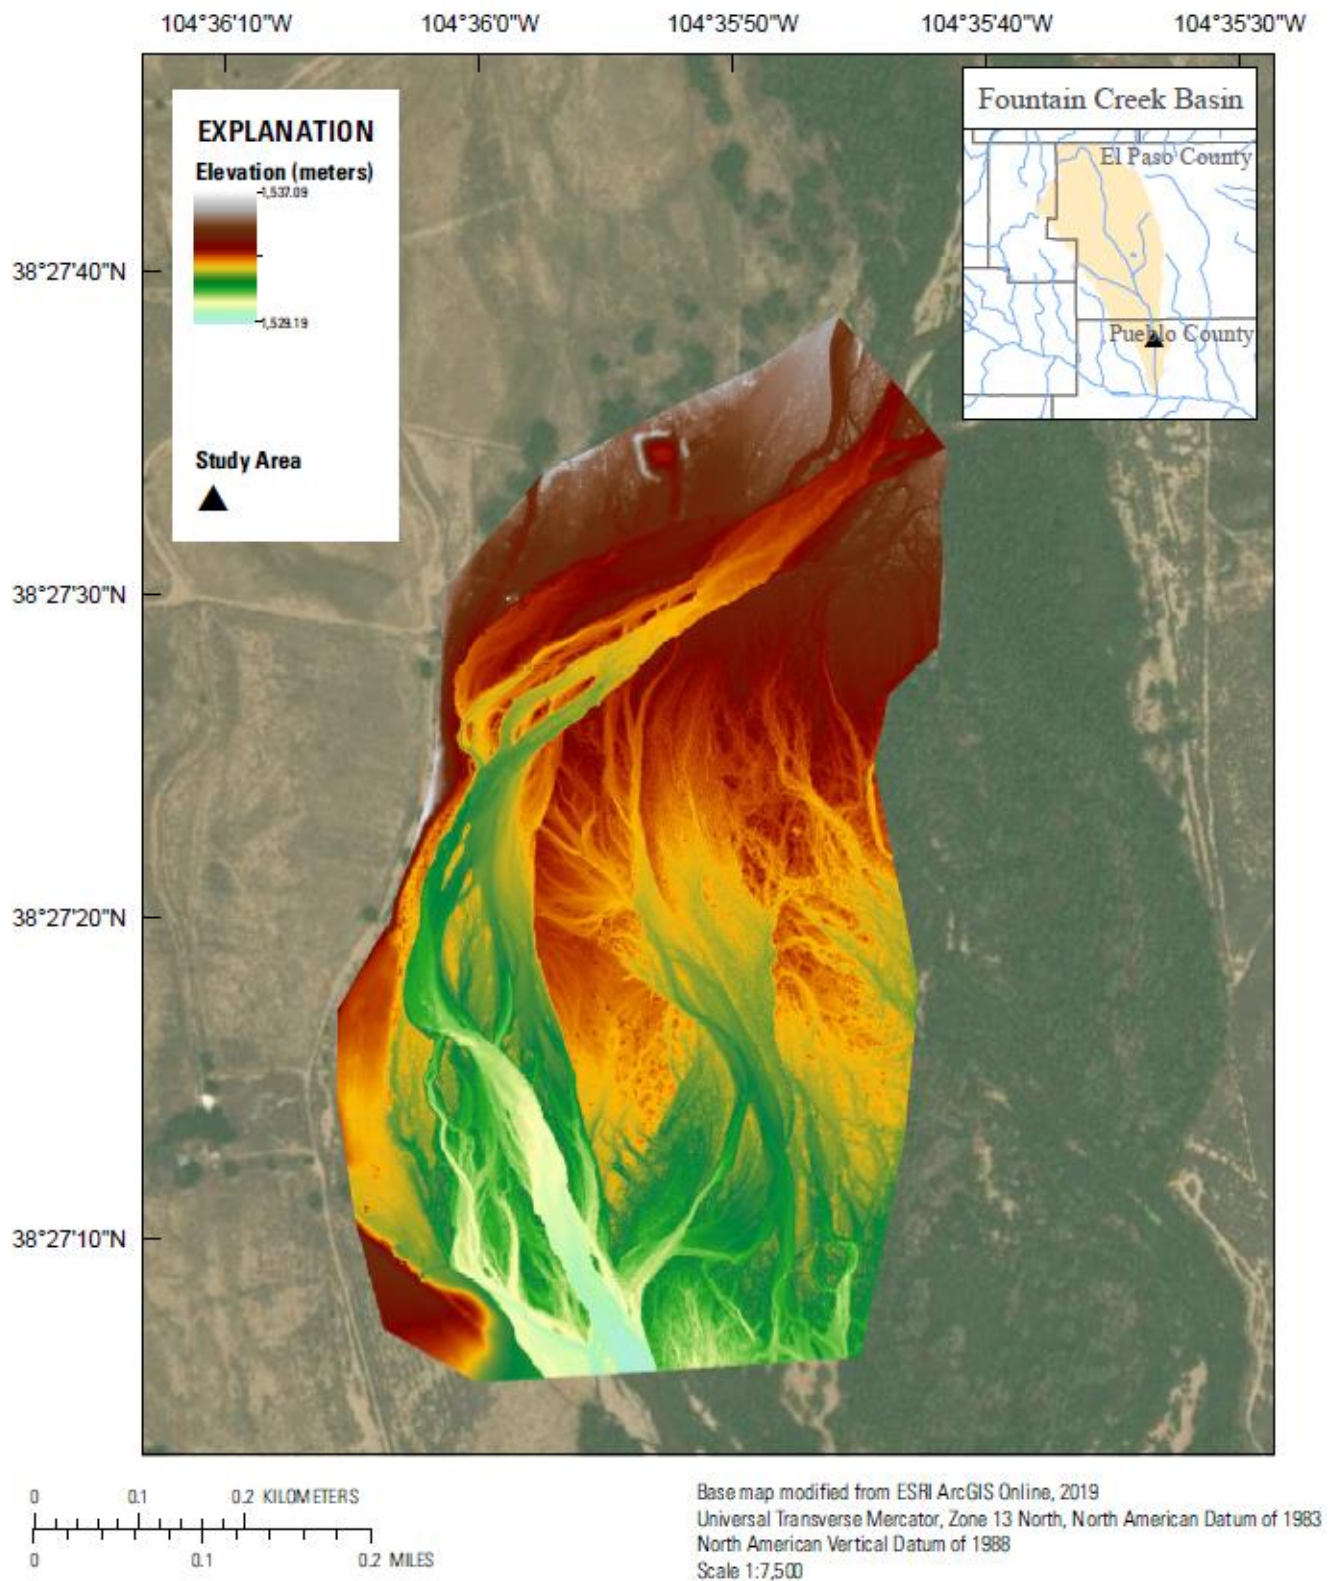 104°36'10"W 104°36'0"W 104°35'50"W 104°35'40"W 104°35'30"W
EXPLANATION
Elevation (meters)
1,537.09
1,529.19
Study Area
Fountain Creek Basin
El Paso County
Pueblo County
38°27'40"N
38°27'30"N
38°27'20"N
38°27'10"N
0 0.1 0.2 KILOMETERS
0 0.1 0.2 MILES
Base map modified from ESRI ArcGIS Online, 2019
Universal Transverse Mercator, Zone 13 North, North American Datum of 1983
North American Vertical Datum of 1988
Scale 1:7,500